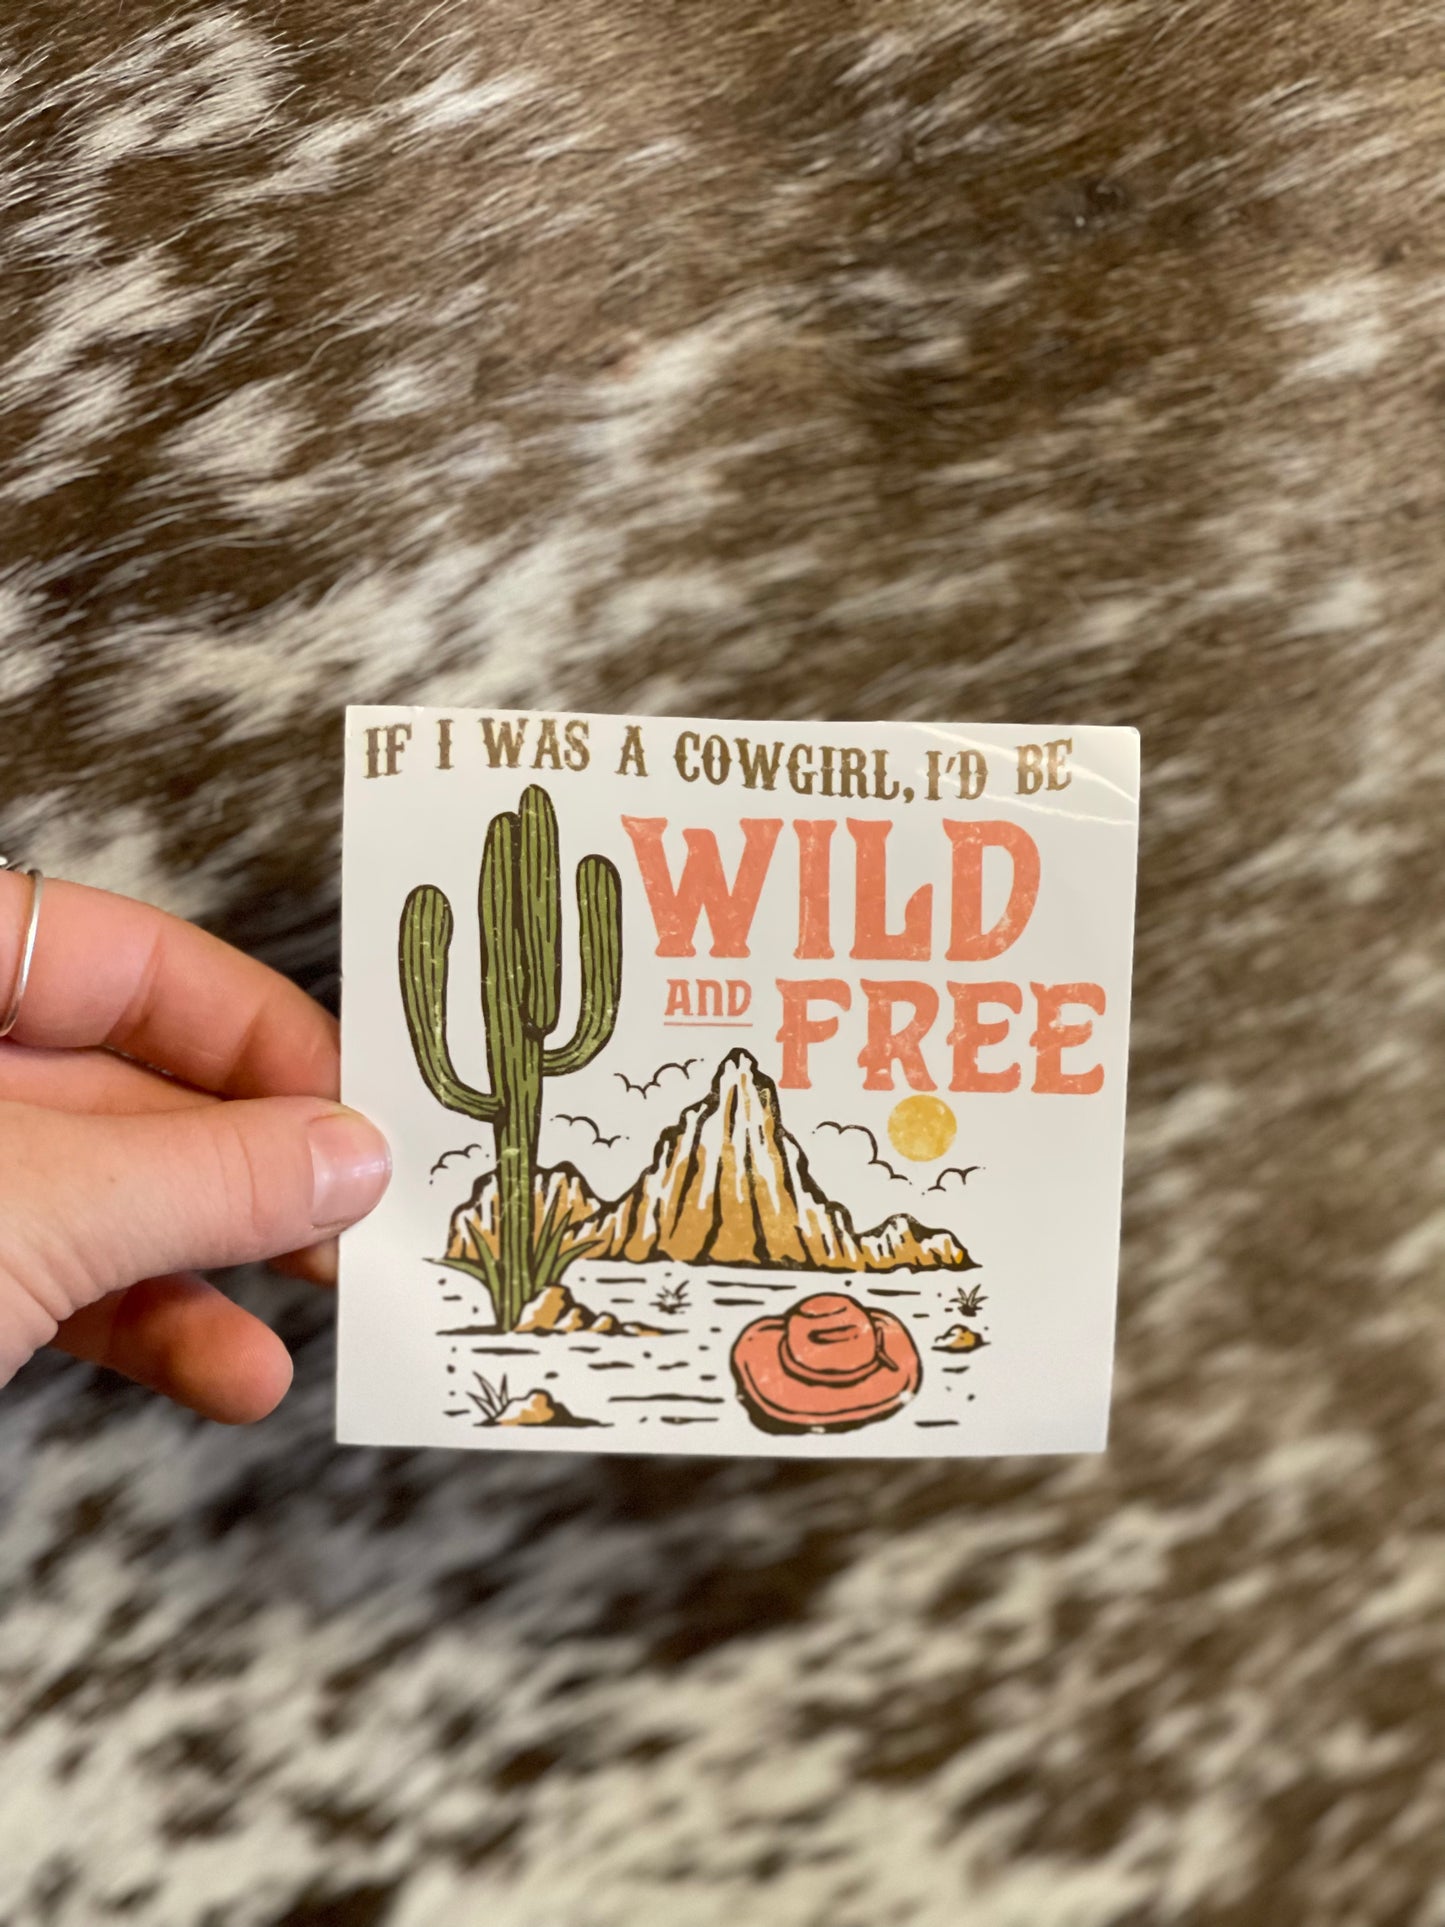 IF I WAS A COWGIRL, I'D BE
WILD
AND FREE